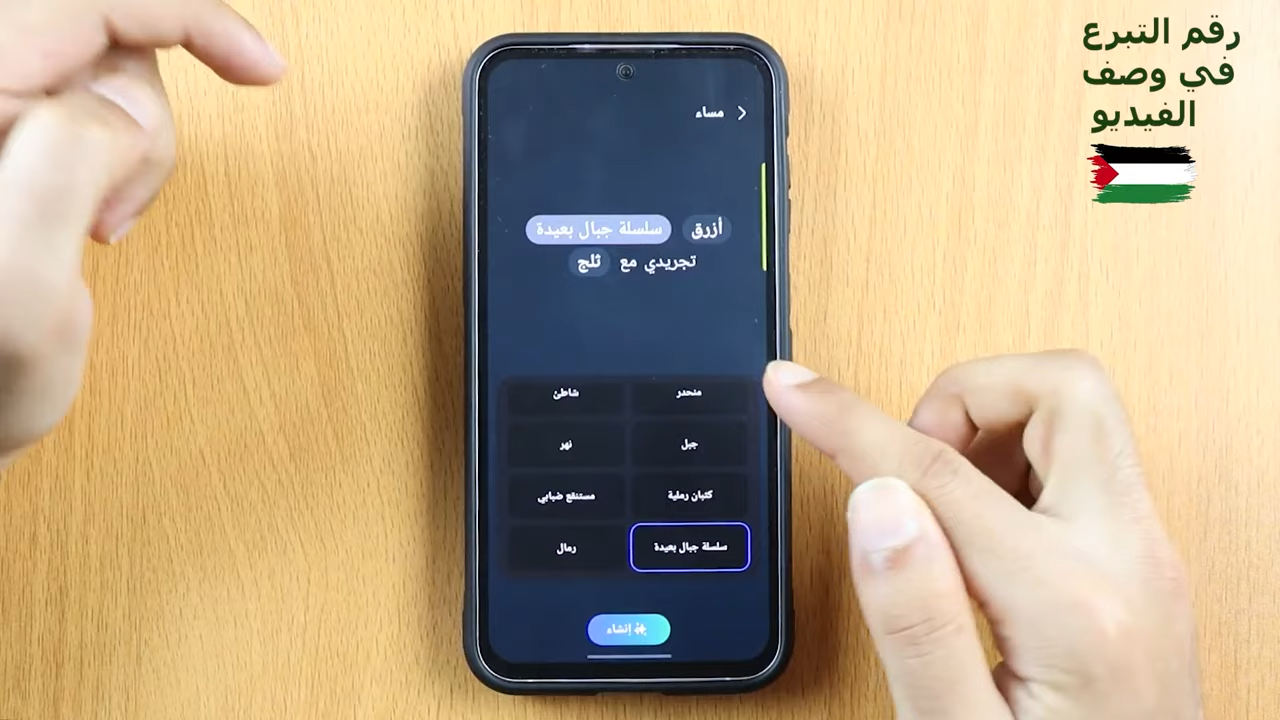 رقم التبرع
في وصف
الفيديو
مساء
أزرق سلسلة جبال بعيدة
تجريدي مع ثلج
منحدر شاطئ
جبل نهر
كثبان رملية مستنقع ضبابي
سلسلة جبال بعيدة رمال
إنشاء